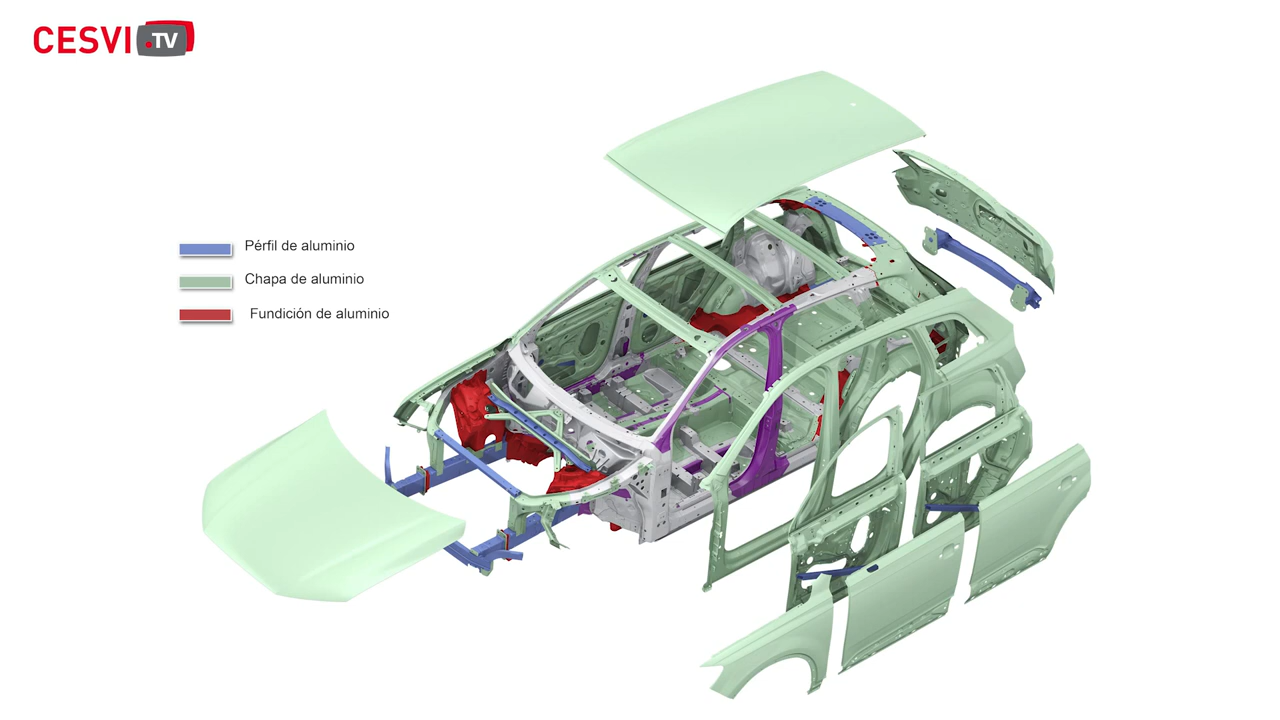 CESVI.TV
Pérfil de aluminio
Chapa de aluminio
Fundición de aluminio